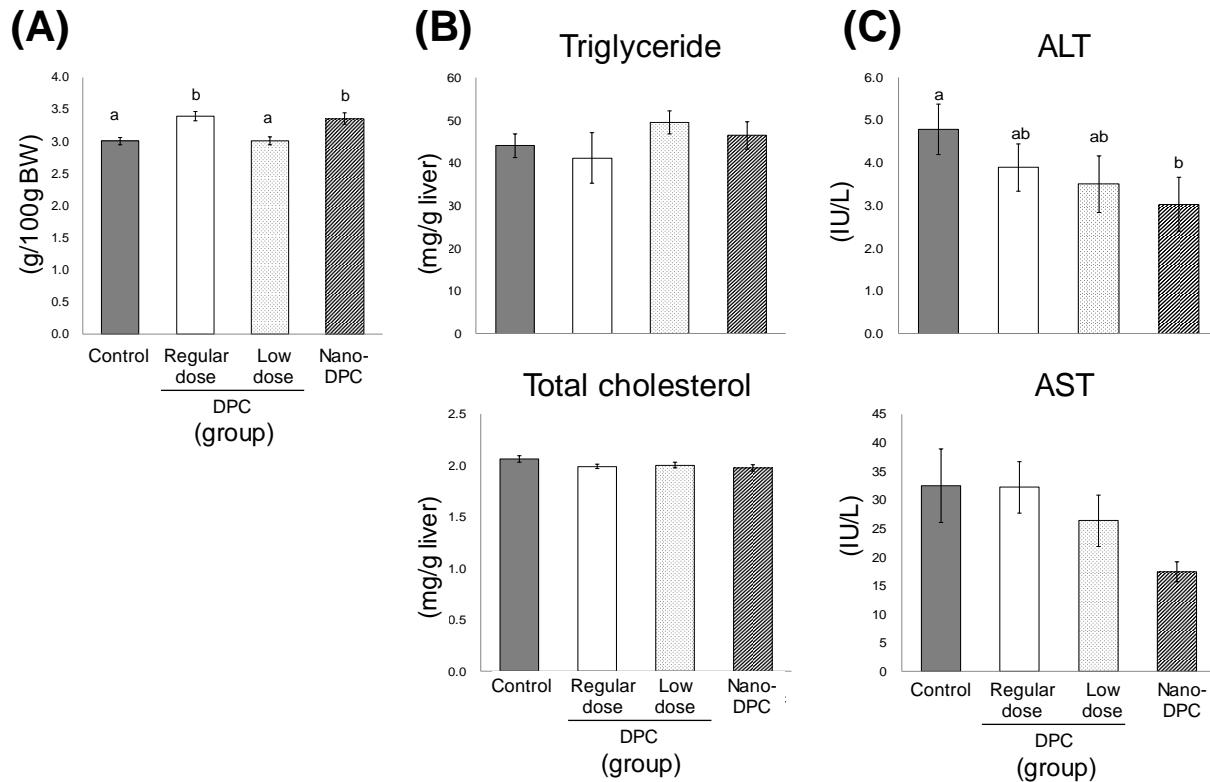 (A)
(g/100g BW)
4.0
3.5
3.0
2.5
2.0
1.5
1.0
0.5
0.0
a
b
a
b
Control
Regular
dose
Low
dose
Nano-
DPC
DPC
(group)
(B)
Triglyceride
(mg/g liver)
60
50
40
30
20
10
0
Total cholesterol
(mg/g liver)
2.5
2.0
1.5
1.0
0.5
0.0
Control
Regular
dose
Low
dose
Nano-
DPC
DPC
(group)
(C)
ALT
(IU/L)
6.0
5.0
4.0
3.0
2.0
1.0
0.0
a
ab
ab
b
AST
(IU/L)
45
40
35
30
25
20
15
10
5
0
Control
Regular
dose
Low
dose
Nano-
DPC
DPC
(group)